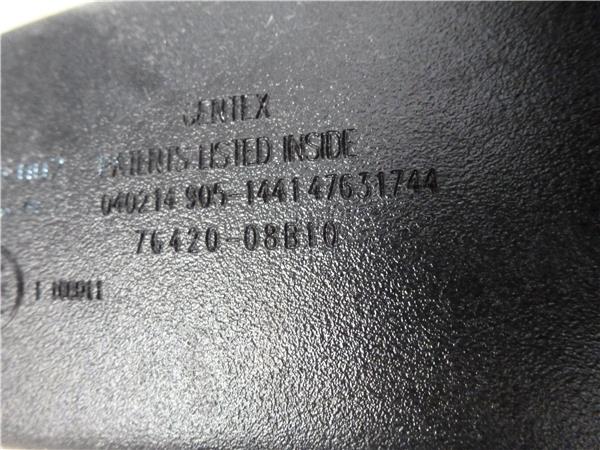 GENTEX
PATENTS LISTED INSIDE
040214 905-144147631744
76420-08B10